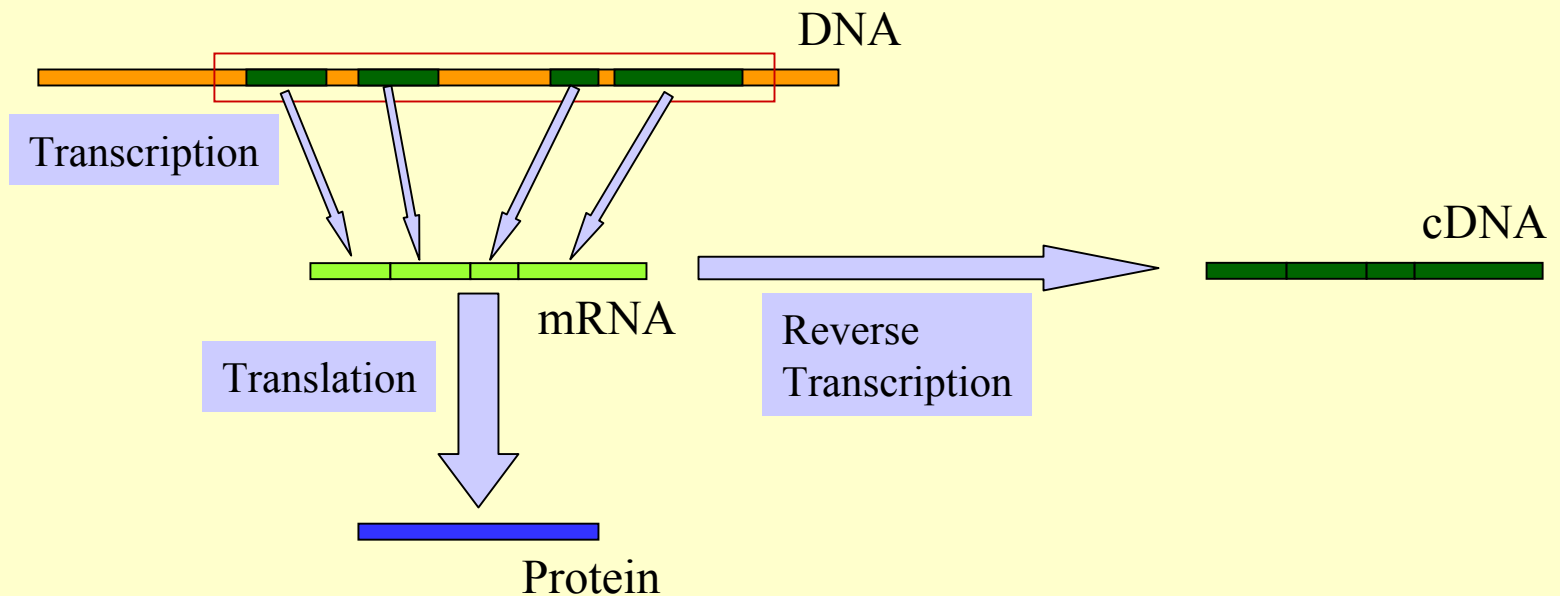 DNA
Transcription
cDNA
mRNA
Reverse
Transcription
Translation
Protein